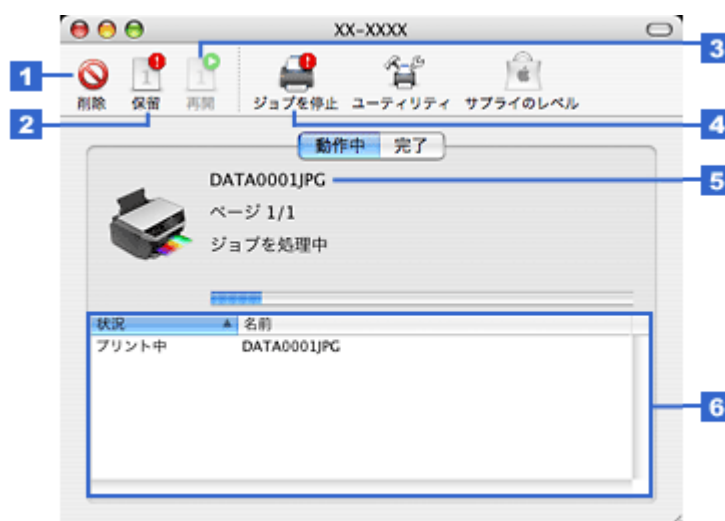 XX-XXXX
1
2
3
4
5
6
削除 保留 再開 ジョブを停止 ユーティリティ サプライのレベル
動作中 完了
DATA0001JPG
ページ 1/1
ジョブを処理中
状況 名前
プリント中 DATA0001JPG